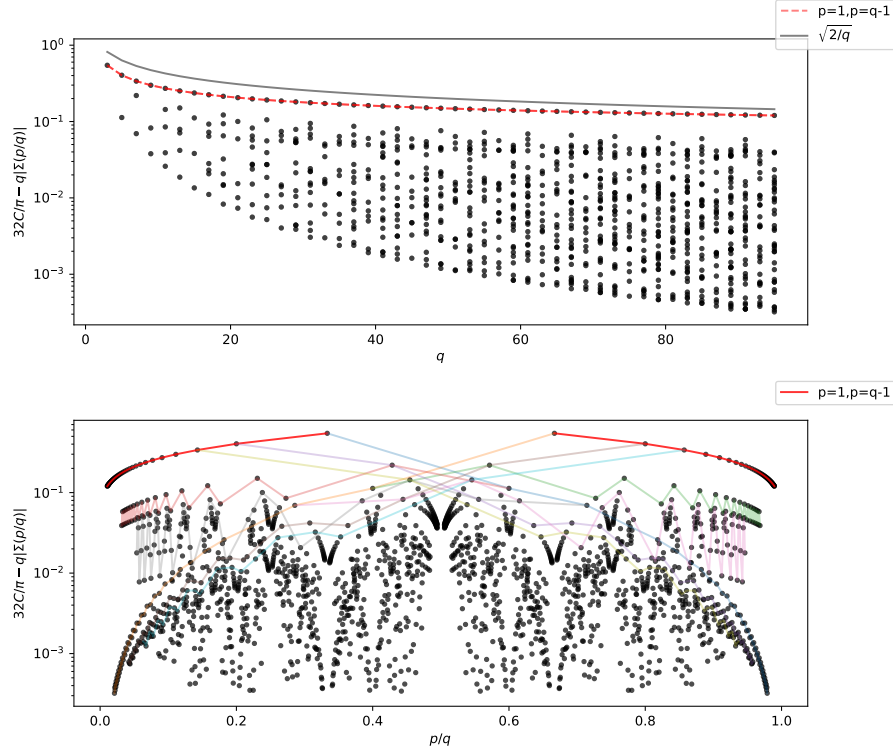 p=1,p=q-1
√2/q
10⁰
10⁻¹
10⁻²
10⁻³
32C/π − q|Σ(p/q)|
0 20 40 60 80
q
p=1,p=q-1
10⁻¹
10⁻²
10⁻³
32C/π − q|Σ(p/q)|
0.0 0.2 0.4 0.6 0.8 1.0
p/q